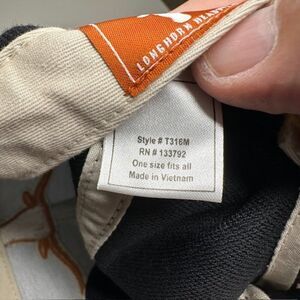 LONGHORN
Style # T316M
RN # 133792
One size fits all
Made in Vietnam